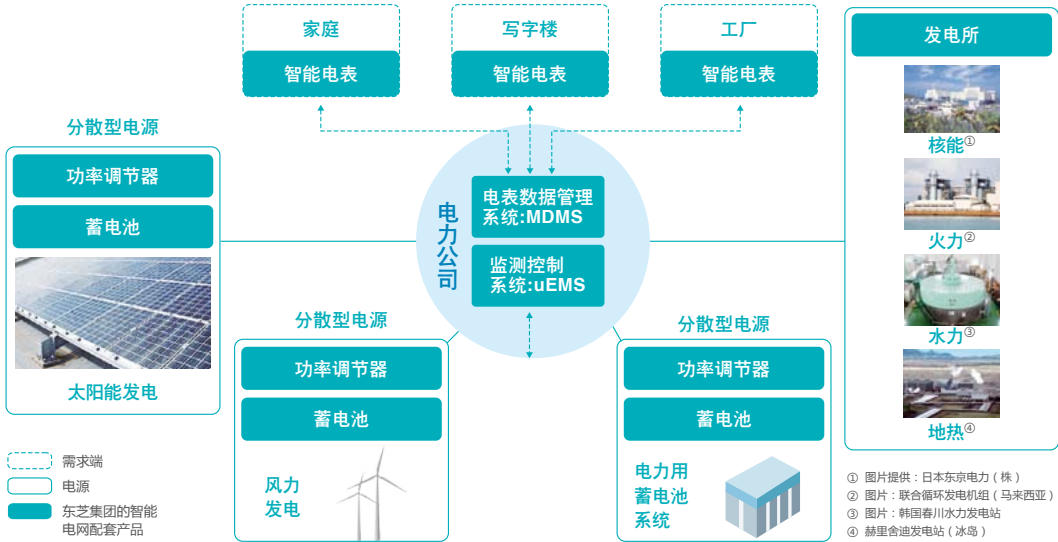 家庭
智能电表
写字楼
智能电表
工厂
智能电表
发电所
核能①
火力②
水力③
地热④
分散型电源
功率调节器
蓄电池
太阳能发电
电力公司
电表数据管理
系统:MDMS
监测控制
系统:uEMS
分散型电源
功率调节器
蓄电池
风力
发电
分散型电源
功率调节器
蓄电池
电力用
蓄电池
系统
需求端
电源
东芝集团的智能
电网配套产品
① 图片提供：日本东京电力（株）
② 图片：联合循环发电机组（马来西亚）
③ 图片：韩国春川水力发电站
④ 赫里舍迪发电站（冰岛）